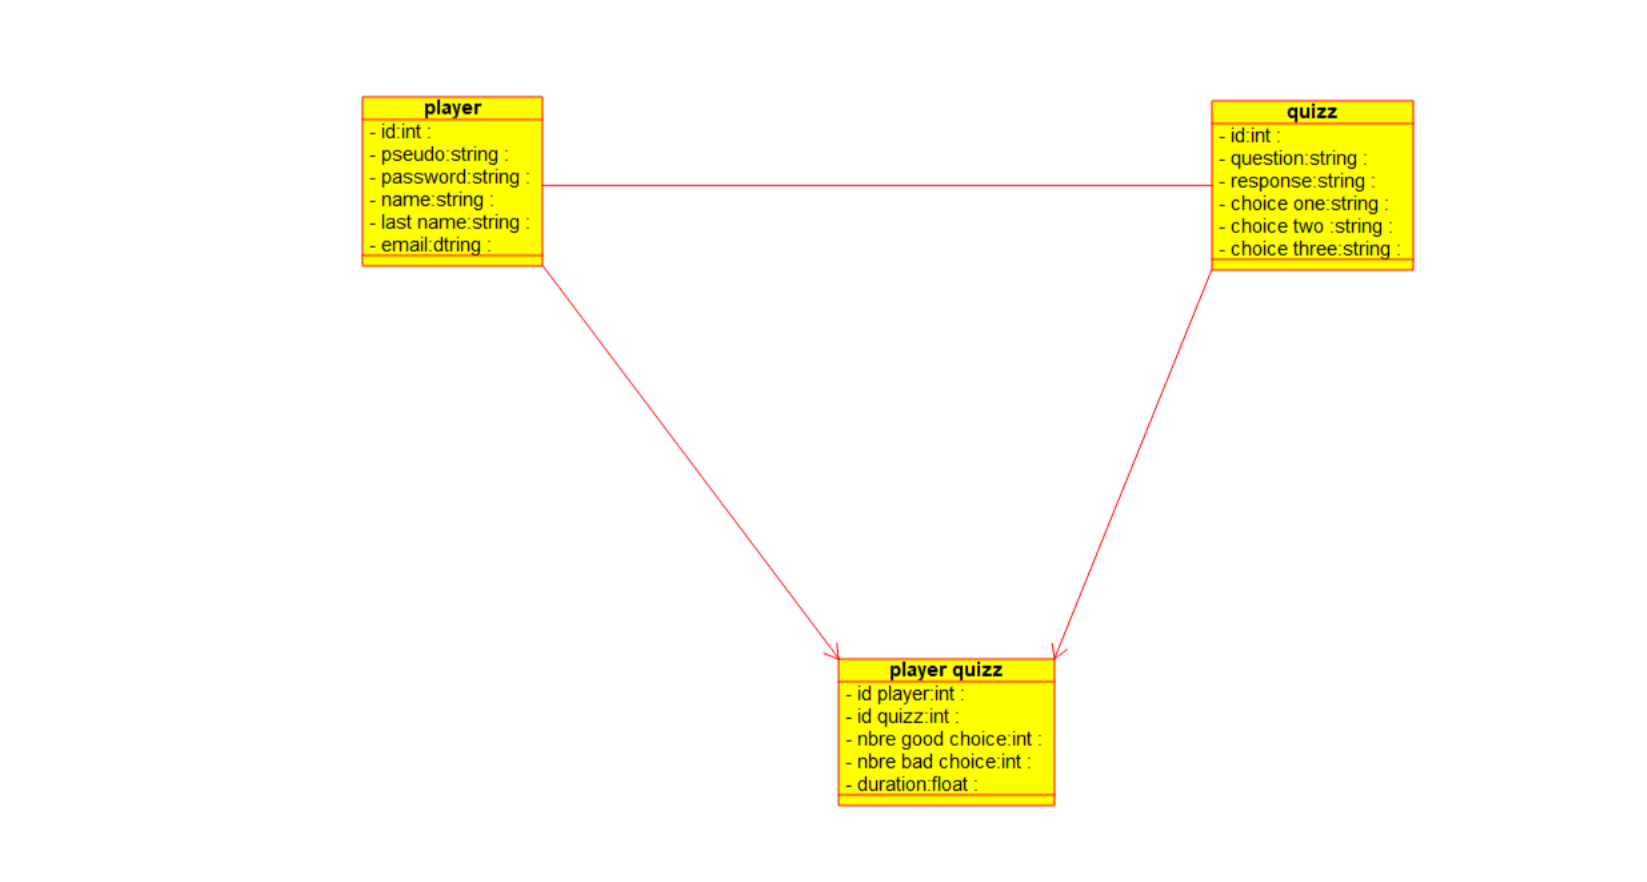 player
- id:int :
- pseudo:string :
- password:string :
- name:string :
- last name:string :
- email:dtring :
quizz
- id:int :
- question:string :
- response:string :
- choice one:string :
- choice two :string :
- choice three:string :
player quizz
- id player:int :
- id quizz:int :
- nbre good choice:int :
- nbre bad choice:int :
- duration:float :